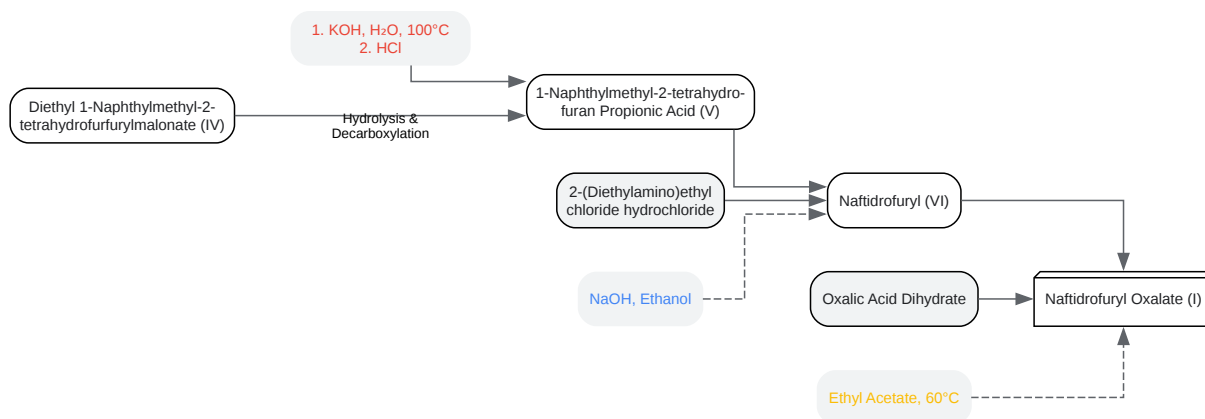 1. KOH, H₂O, 100°C
2. HCl
Diethyl 1-Naphthylmethyl-2-
tetrahydrofurfurylmalonate (IV)
Hydrolysis &
Decarboxylation
1-Naphthylmethyl-2-tetrahydro-
furan Propionic Acid (V)
2-(Diethylamino)ethyl
chloride hydrochloride
Naftidrofuryl (VI)
NaOH, Ethanol
Oxalic Acid Dihydrate
Naftidrofuryl Oxalate (I)
Ethyl Acetate, 60°C